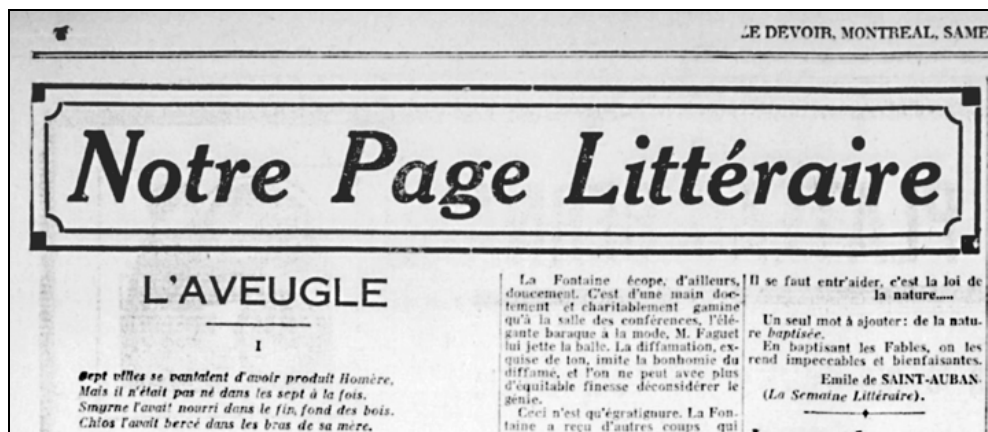 LE DEVOIR, MONTREAL, SAME
Notre Page Littéraire
L'AVEUGLE
I
Sept villes se vantaient d'avoir produit Homère,
Mais il n'était pas né dans les sept à la fois.
Smyrne l'avait nourri dans le fin fond des bois.
Chios l'avait bercé dans les bras de sa mère.
La Fontaine écope, d'ailleurs,
doucement. C'est d'une main doc-
tement et charitablement gamine
qu'à la salle des conférences, l'élé-
gante baraque à la mode, M. Faguet
lui jette la balle. La diffamation, ex-
quise de ton, imite la bonhomie du
diffamé, et l'on ne peut avec plus
d'équitable finesse déconsidérer le
génie.
Ceci n'est qu'égratignure. La Fon-
taine a reçu d'autres coups qui
Il se faut entr'aider, c'est la loi de
la nature....
Un seul mot à ajouter : de la natu-
re baptisée.
En baptisant les Fables, on les
rend impeccables et bienfaisantes.
Emile de SAINT-AUBAN
(La Semaine Littéraire).